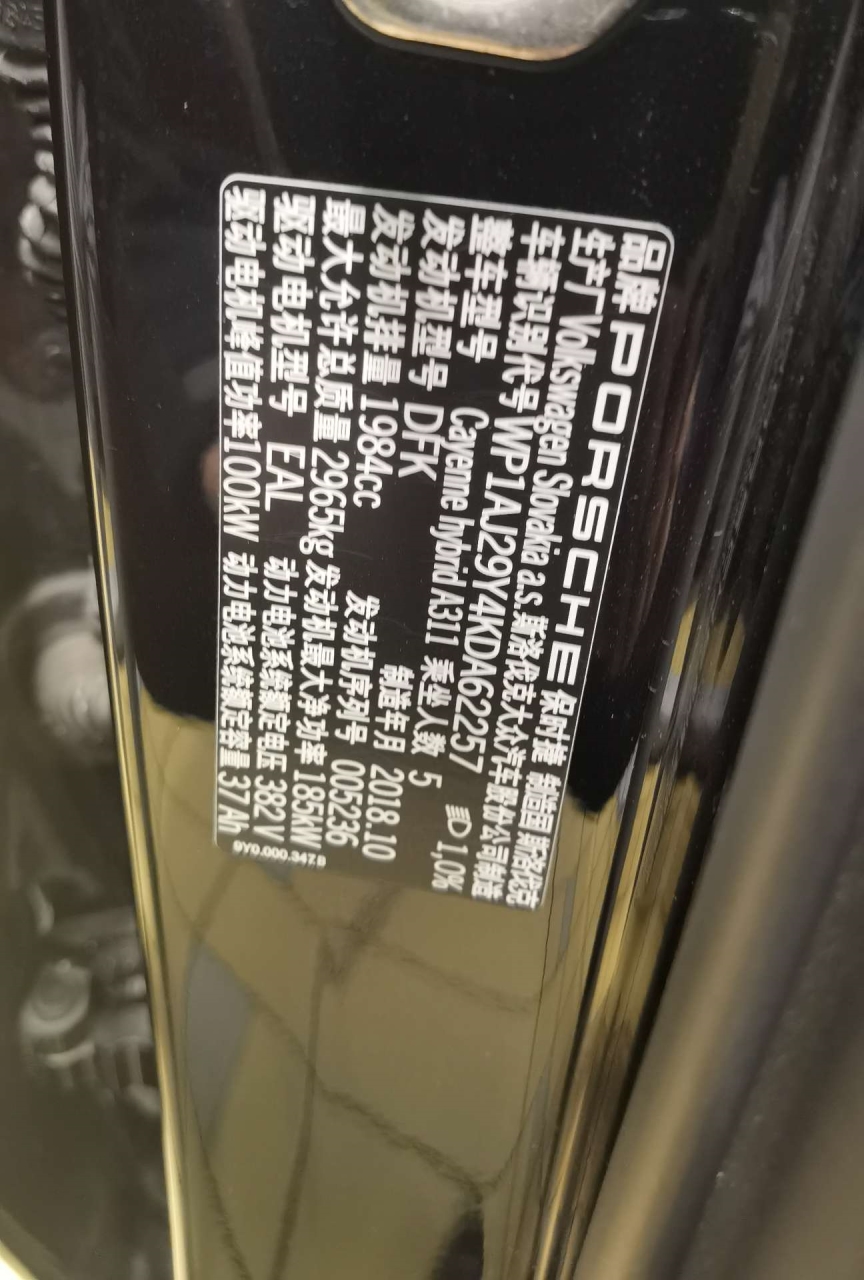 品牌 PORSCHE 保时捷 制造国 斯洛伐克
生产厂 Volkswagen Slovakia a.s.斯洛伐克大众汽车股份公司制造
车辆识别代号 WP1AJ29Y4KDA62257
整车型号 Cayenne hybrid A311 乘坐人数 5 1,0%
发动机型号 DFK 制造年月 2018.10
发动机排量 1984cc 发动机序列号 005236
最大允许总质量 2965kg 发动机最大净功率 185kW
驱动电机型号 EAL 动力电池系统额定电压 382V
驱动电机峰值功率100kW 动力电池系统额定容量 37Ah
9Y0.000.347.B